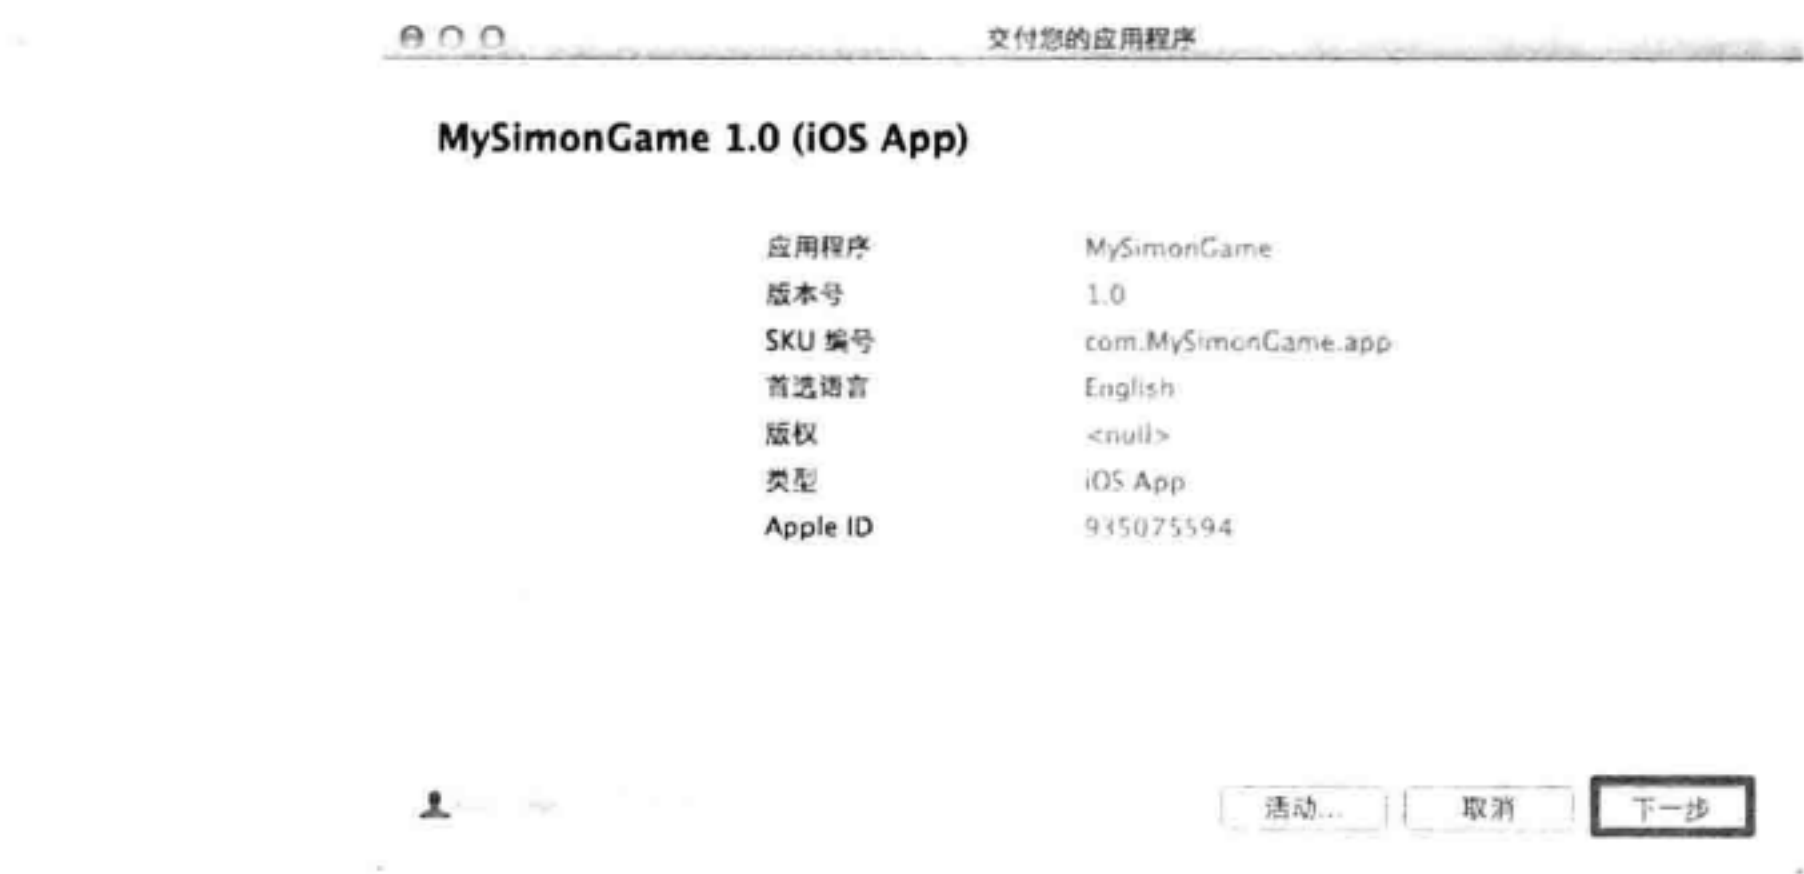 交付您的应用程序
MySimonGame 1.0 (iOS App)
应用程序 MySimonGame
版本号 1.0
SKU 编号 com.MySimonGame.app
首选语言 English
版权 <null>
类型 iOS App
Apple ID 935075594
活动... 取消 下一步